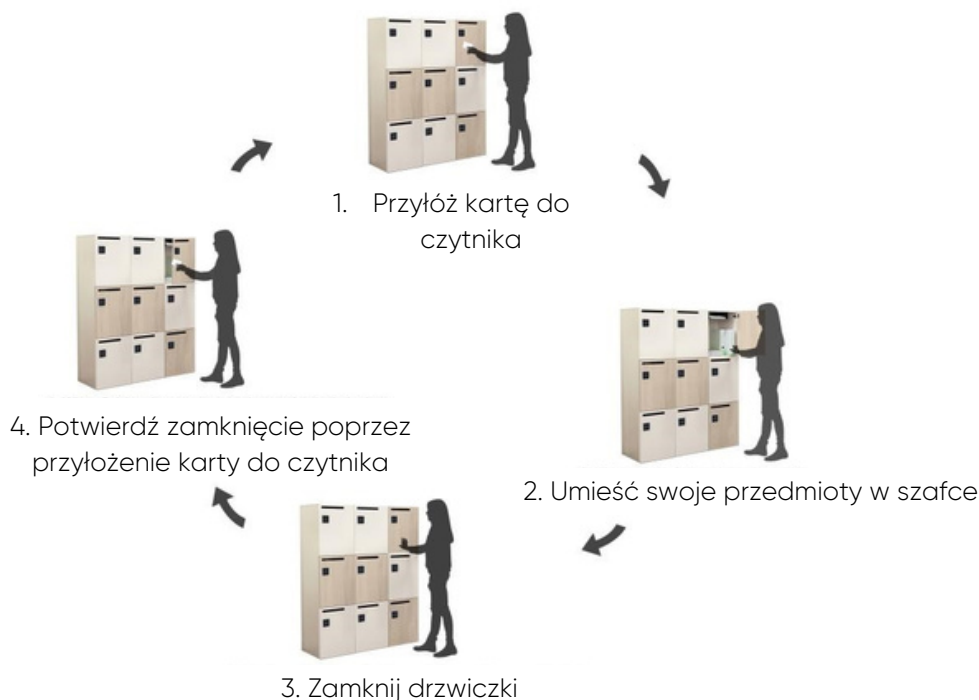 1. Przyłóż kartę do
czytnika
2. Umieść swoje przedmioty w szafce
3. Zamknij drzwiczki
4. Potwierdź zamknięcie poprzez
przyłożenie karty do czytnika